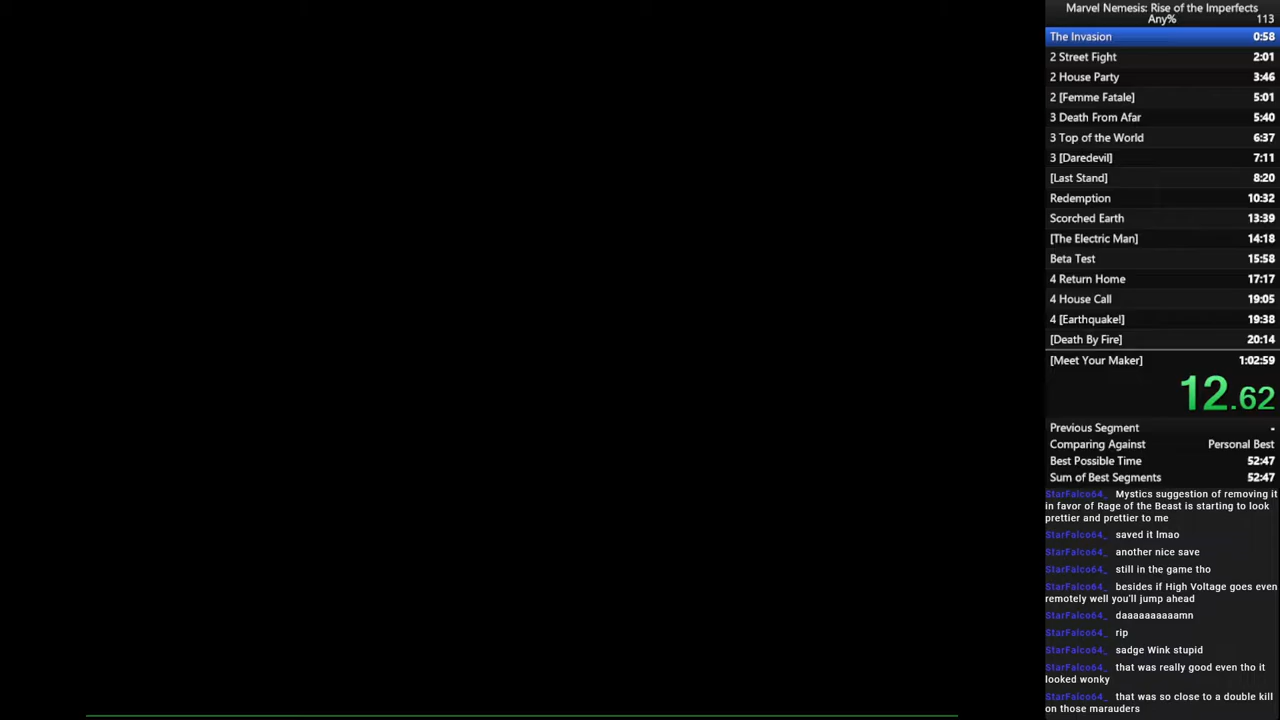 Marvel Nemesis: Rise of the Imperfects
Any% 113
The Invasion 0:58
2 Street Fight 2:01
2 House Party 3:46
2 [Femme Fatale] 5:01
3 Death From Afar 5:40
3 Top of the World 6:37
3 [Daredevil] 7:11
[Last Stand] 8:20
Redemption 10:32
Scorched Earth 13:39
[The Electric Man] 14:18
Beta Test 15:58
4 Return Home 17:17
4 House Call 19:05
4 [Earthquake!] 19:38
[Death By Fire] 20:14
[Meet Your Maker] 1:02:59
12.62
Previous Segment -
Comparing Against Personal Best
Best Possible Time 52:47
Sum of Best Segments 52:47
StarFalco64_ Mystics suggestion of removing it
in favor of Rage of the Beast is starting to look
prettier and prettier to me
StarFalco64_ saved it lmao
StarFalco64_ another nice save
StarFalco64_ still in the game tho
StarFalco64_ besides if High Voltage goes even
remotely well you'll jump ahead
StarFalco64_ daaaaaaaaaamn
StarFalco64_ rip
StarFalco64_ sadge Wink stupid
StarFalco64_ that was really good even tho it
looked wonky
StarFalco64_ that was so close to a double kill
on those marauders